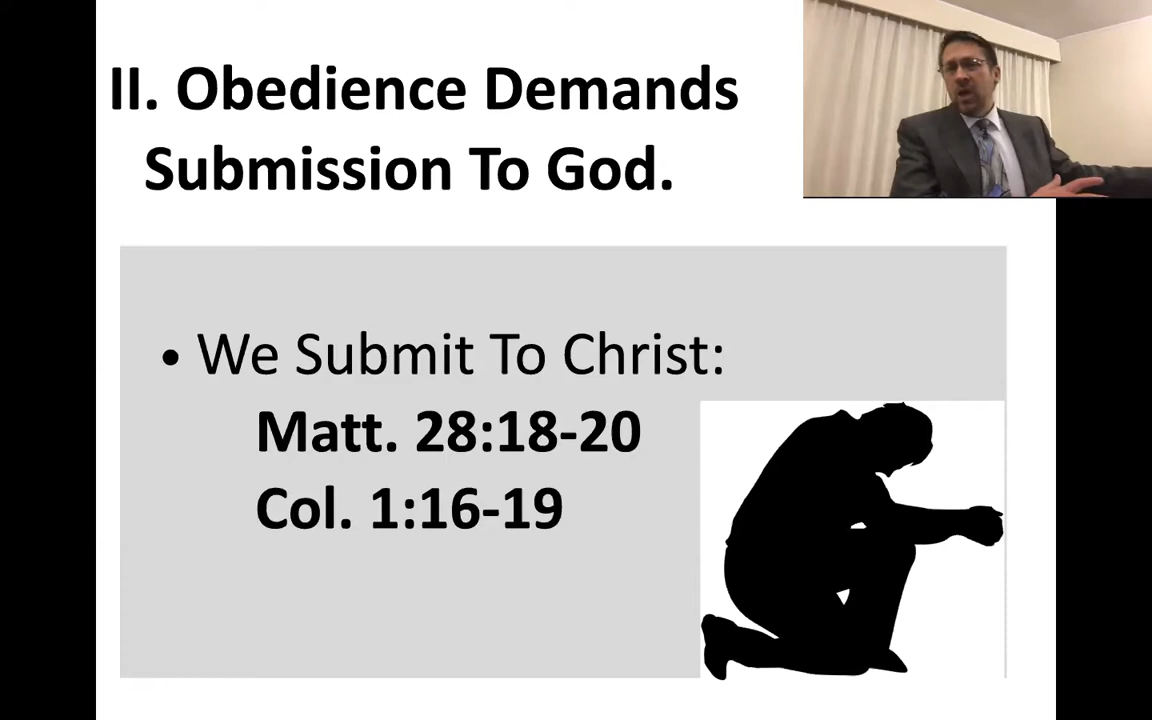 II. Obedience Demands
Submission To God.
• We Submit To Christ:
Matt. 28:18-20
Col. 1:16-19